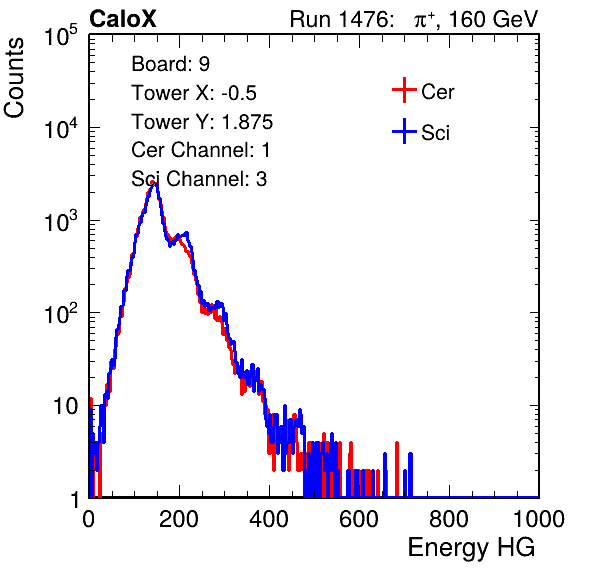 CaloX Run 1476: π⁺, 160 GeV
Counts
Board: 9
Tower X: -0.5
Tower Y: 1.875
Cer Channel: 1
Sci Channel: 3
Cer
Sci
10⁵
10⁴
10³
10²
10
1
0 200 400 600 800 1000
Energy HG